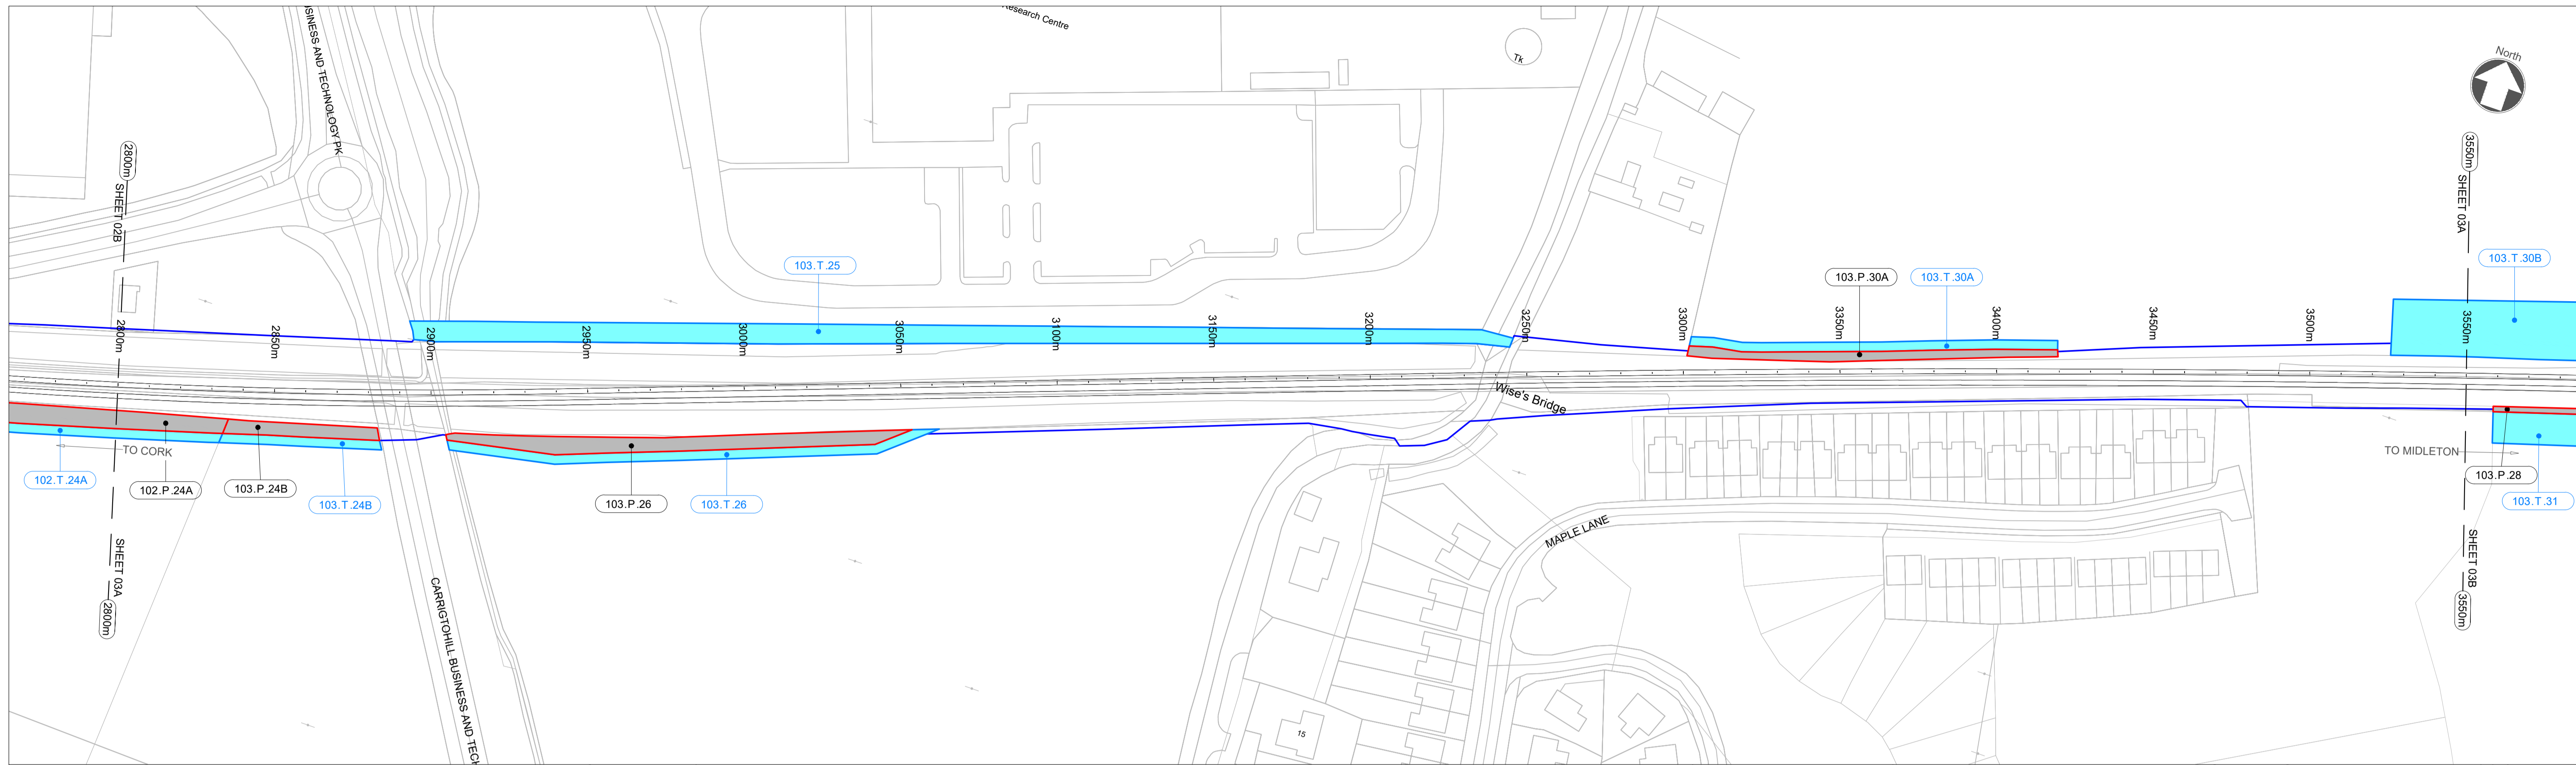 Research Centre
Tk
North
SINESS AND TECHNOLOGY PK
2800m
SHEET 02B
3550m
SHEET 03A
103.T.25
103.P.30A
103.T.30A
103.T.30B
2800m
2850m
2900m
2950m
3000m
3050m
3100m
3150m
3200m
3250m
3300m
3350m
3400m
3450m
3500m
3550m
Wise's Bridge
TO CORK
TO MIDLETON
102.T.24A
102.P.24A
103.P.24B
103.T.24B
103.P.26
103.T.26
103.P.28
103.T.31
MAPLE LANE
SHEET 03A
2800m
SHEET 03B
3550m
CARRIGTOHILL BUSINESS AND TECH
15